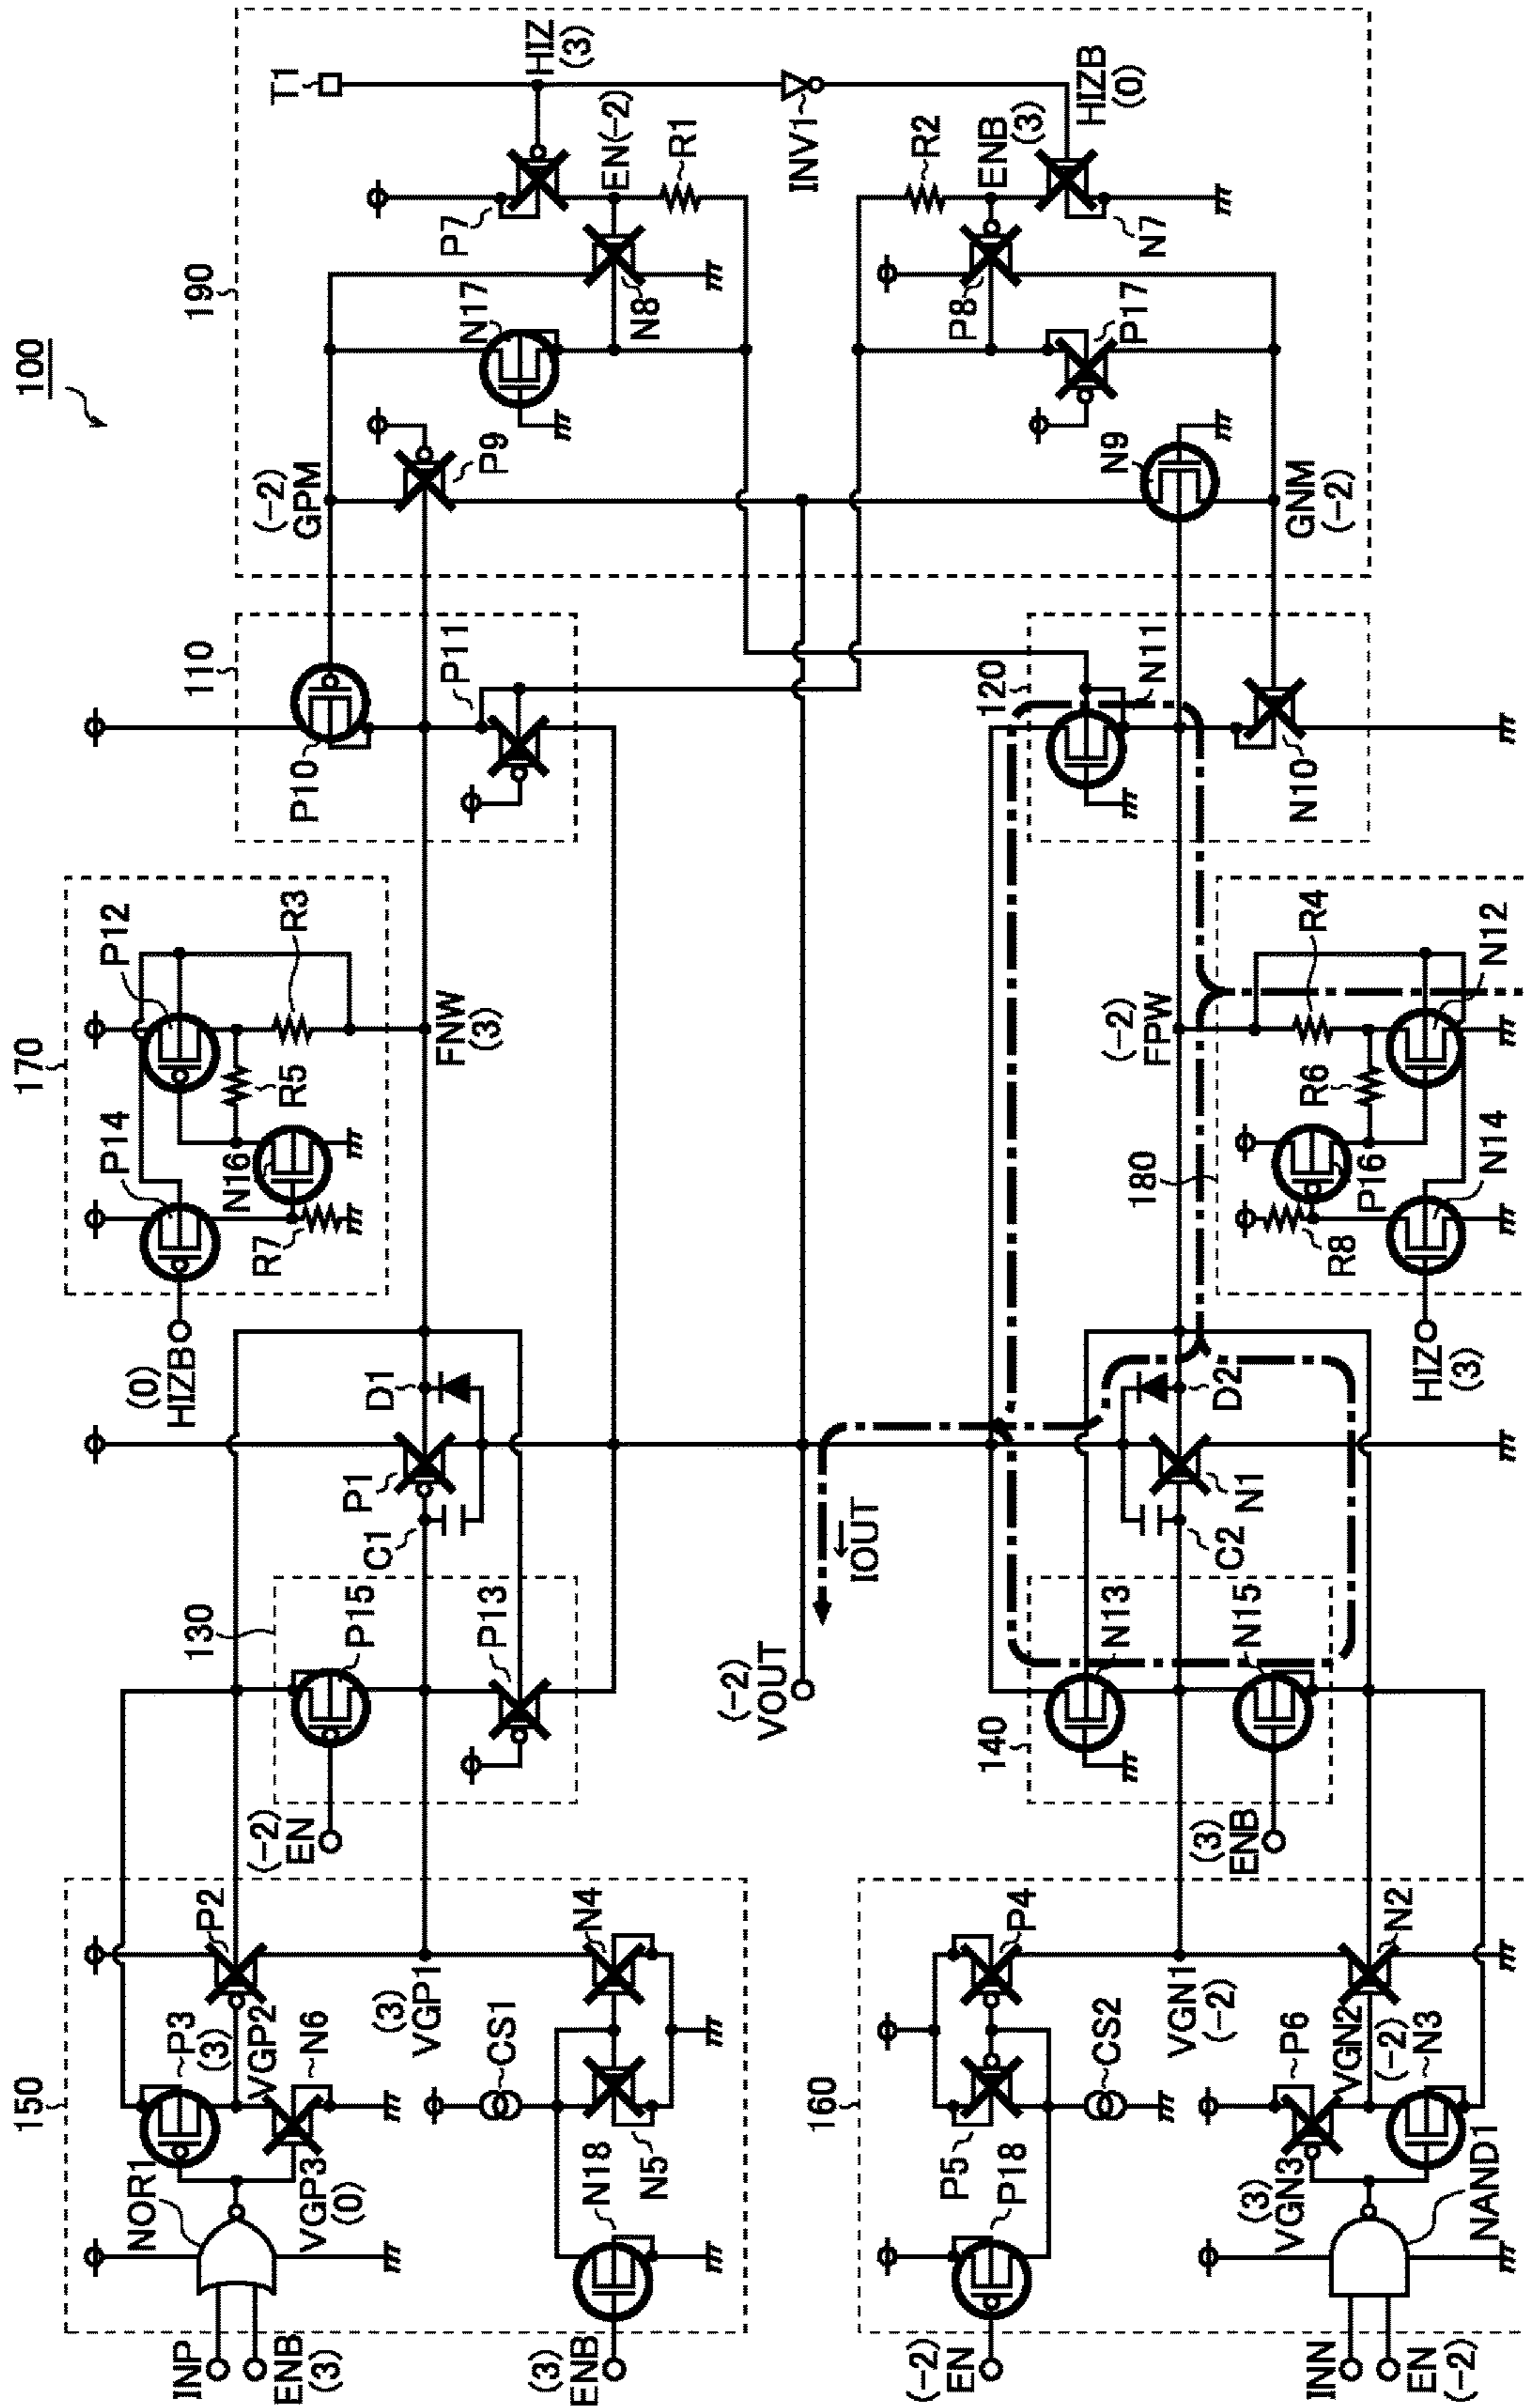 100
190
T1
HIZ
(3)
P7
EN(-2)
R1
N8
N17
P9
(-2)
GPM
INV1
R2
ENB
(3)
HIZB
(0)
N7
P8
P17
N9
GNM
(-2)
110
P11
P10
120
N11
N10
170
P12
R3
P14
R5
N16
R7
(0)
HIZB
FNW
(3)
(-2)
FPW
R4
N12
R6
180
P16
N14
R8
HIZ
(3)
D1
P1
C1
D2
N1
C2
IOUT
130
P15
P13
(-2)
VOUT
140
N13
N15
(-2)
EN
(3)
ENB
150
P2
P3
(3)
VGP2
N6
NOR1
VGP3
(0)
INP
ENB
(3)
(3)
VGP1
N4
CS1
N18
N5
(3)
ENB
160
P4
P5
P18
CS2
(-2)
EN
VGN1
(-2)
N2
P6
VGN2
(-2)
N3
(3)
VGN3
NAND1
INN
EN
(-2)